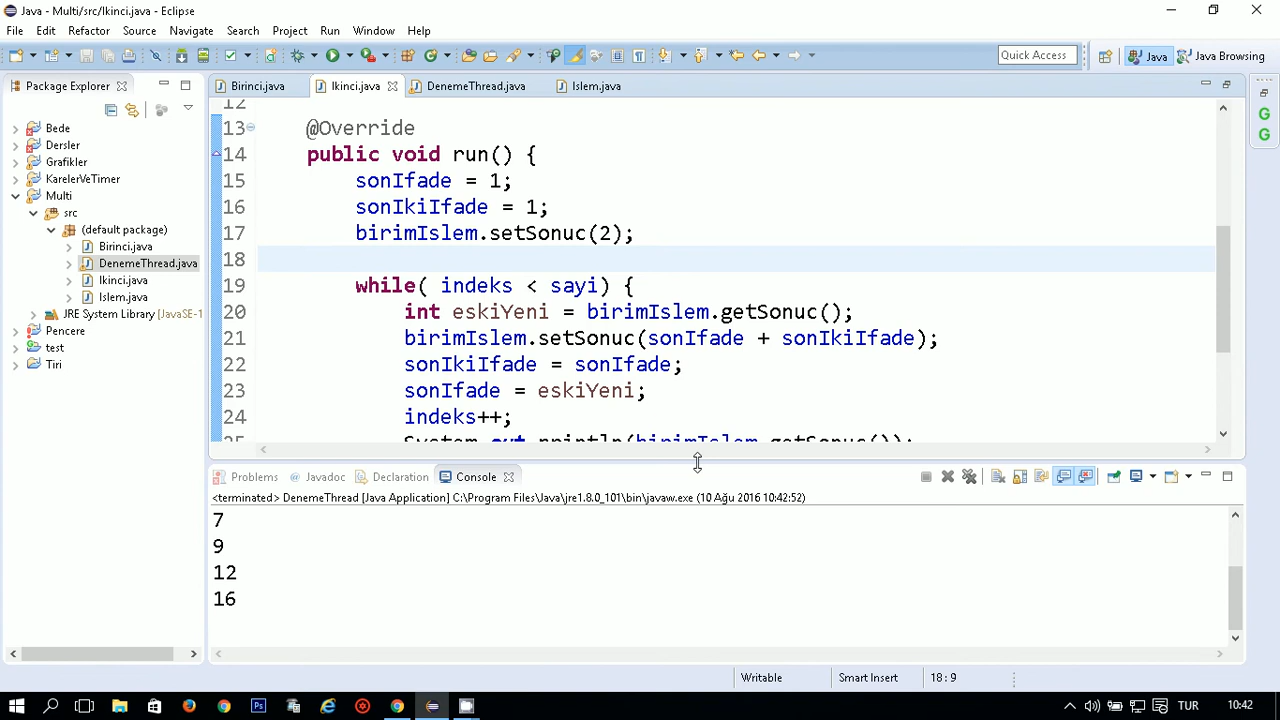 Java - Multi/src/Ikinci.java - Eclipse
File Edit Refactor Source Navigate Search Project Run Window Help
Quick Access Java Java Browsing
Package Explorer
Bede
Dersler
Grafikler
KarelerVeTimer
Multi
src
(default package)
Birinci.java
DenemeThread.java
Ikinci.java
Islem.java
JRE System Library [JavaSE-1
Pencere
test
Tiri
Birinci.java Ikinci.java DenemeThread.java Islem.java
12
13 @Override
14 public void run() {
15 sonIfade = 1;
16 sonIkiIfade = 1;
17 birimIslem.setSonuc(2);
18
19 while( indeks < sayi) {
20 int eskiYeni = birimIslem.getSonuc();
21 birimIslem.setSonuc(sonIfade + sonIkiIfade);
22 sonIkiIfade = sonIfade;
23 sonIfade = eskiYeni;
24 indeks++;
25 System.out.println(birimIslem.getSonuc());
Problems Javadoc Declaration Console
<terminated> DenemeThread [Java Application] C:\Program Files\Java\jre1.8.0_101\bin\javaw.exe (10 Ağu 2016 10:42:52)
7
9
12
16
Writable Smart Insert 18:9
TUR 10:42